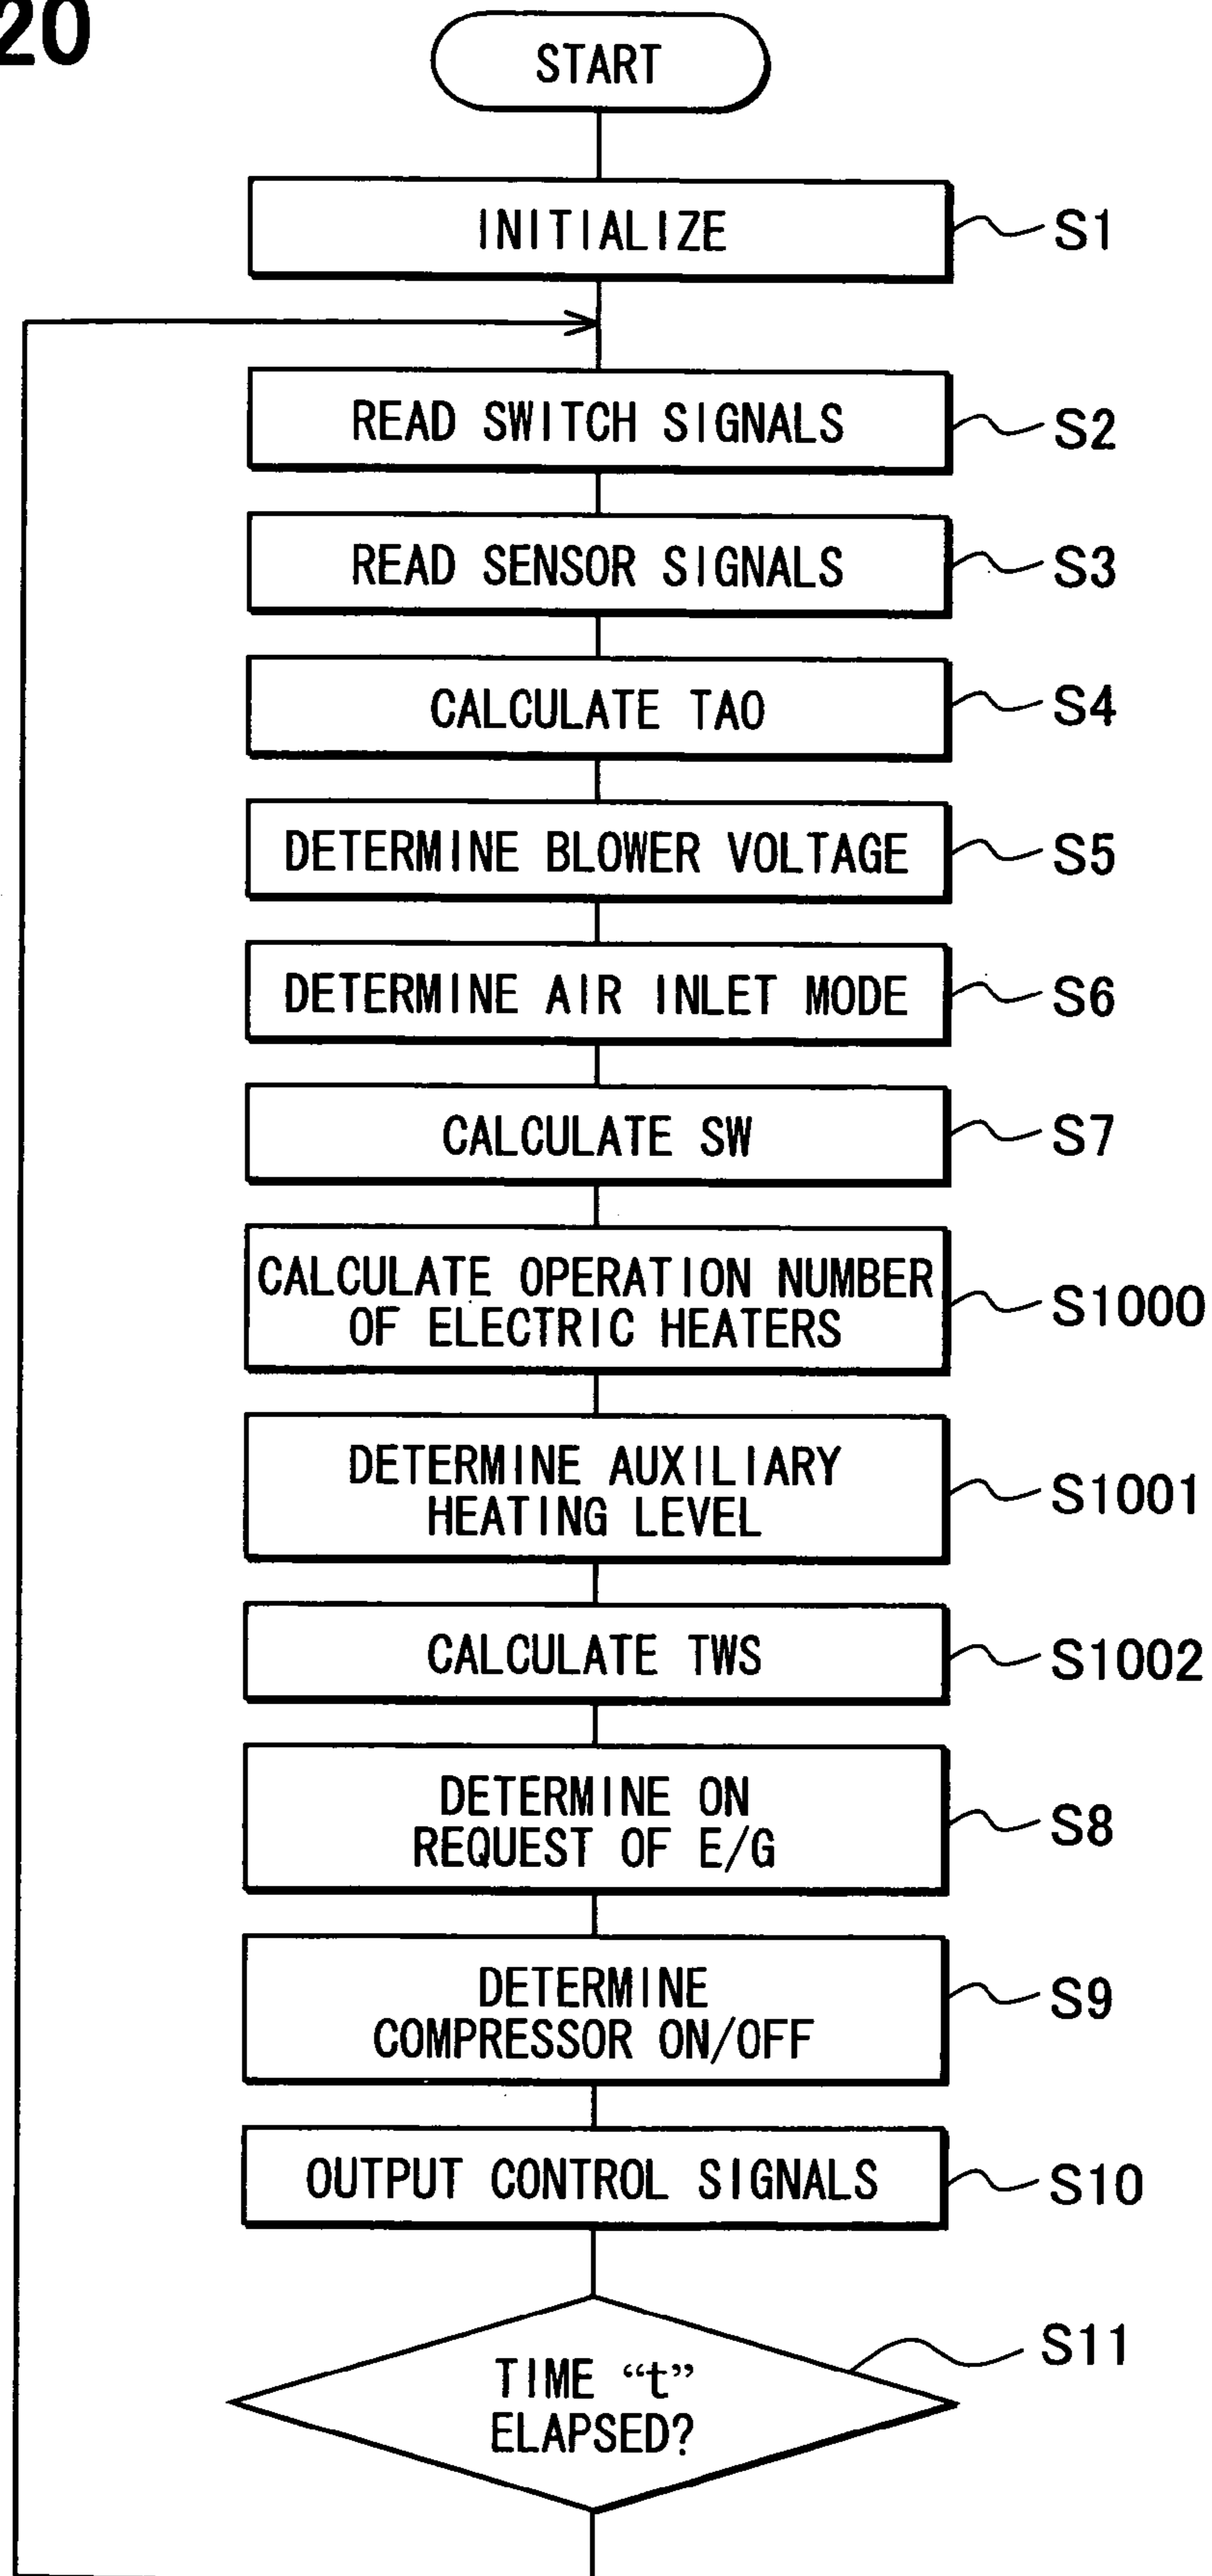 20
START
INITIALIZE
S1
READ SWITCH SIGNALS
S2
READ SENSOR SIGNALS
S3
CALCULATE TAO
S4
DETERMINE BLOWER VOLTAGE
S5
DETERMINE AIR INLET MODE
S6
CALCULATE SW
S7
CALCULATE OPERATION NUMBER
OF ELECTRIC HEATERS
S1000
DETERMINE AUXILIARY
HEATING LEVEL
S1001
CALCULATE TWS
S1002
DETERMINE ON
REQUEST OF E/G
S8
DETERMINE
COMPRESSOR ON/OFF
S9
OUTPUT CONTROL SIGNALS
S10
TIME “t”
ELAPSED?
S11